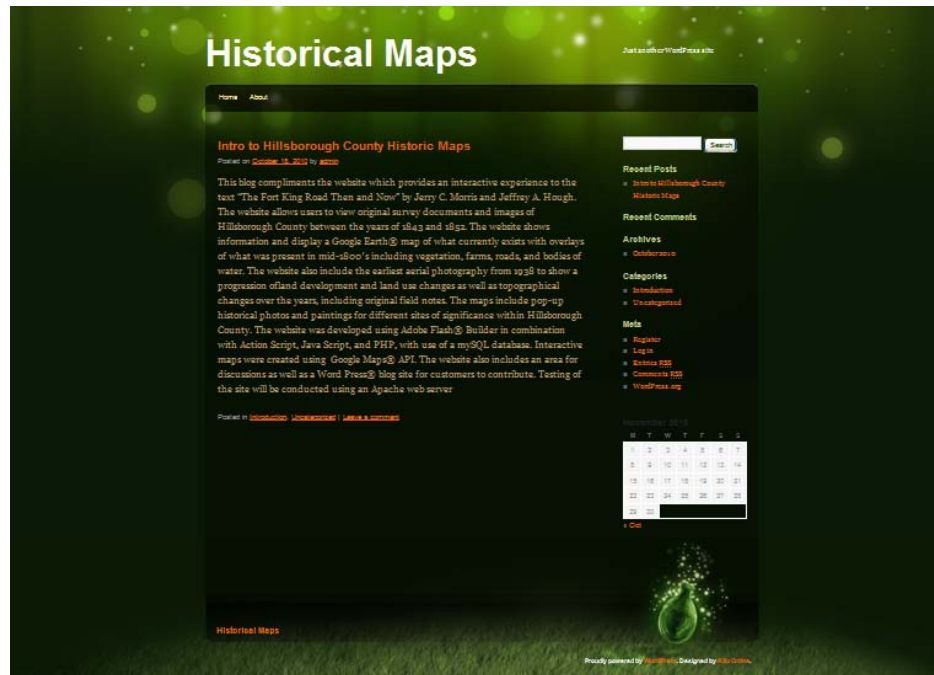 Historical Maps
Just another WordPress site
Home About
Intro to Hillsborough County Historic Maps
Posted on October 18, 2010 by admin
This blog compliments the website which provides an interactive experience to the
text “The Fort King Road Then and Now” by Jerry C. Morris and Jeffrey A. Hough.
The website allows users to view original survey documents and images of
Hillsborough County between the years of 1843 and 1852. The website shows
information and display a Google Earth® map of what currently exists with overlays
of what was present in mid-1800’s including vegetation, farms, roads, and bodies of
water. The website also include the earliest aerial photography from 1938 to show a
progression ofland development and land use changes as well as topographical
changes over the years, including original field notes. The maps include pop-up
historical photos and paintings for different sites of significance within Hillsborough
County. The website was developed using Adobe Flash® Builder in combination
with Action Script, Java Script, and PHP, with use of a mySQL database. Interactive
maps were created using Google Maps® API. The website also includes an area for
discussions as well as a Word Press® blog site for customers to contribute. Testing of
the site will be conducted using an Apache web server
Posted in Introduction, Uncategorized | Leave a comment
Search
Recent Posts
Intro to Hillsborough County
Historic Maps
Recent Comments
Archives
October 2010
Categories
Introduction
Uncategorized
Meta
Register
Log in
Entries RSS
Comments RSS
WordPress.org
November 2010
M T W T F S S
1 2 3 4 5 6 7
8 9 10 11 12 13 14
15 16 17 18 19 20 21
22 23 24 25 26 27 28
29 30
« Oct
Historical Maps
Proudly powered by WordPress. Designed by